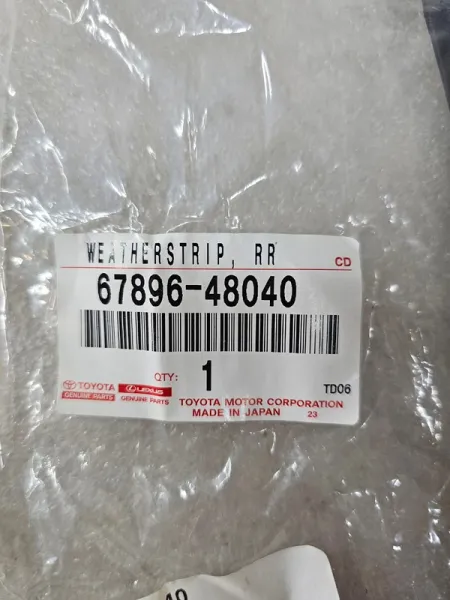 WEATHERSTRIP, RR
CD
67896-48040
QTY: 1
TD06
TOYOTA
GENUINE PARTS
LEXUS
GENUINE PARTS
TOYOTA MOTOR CORPORATION
MADE IN JAPAN 23
40